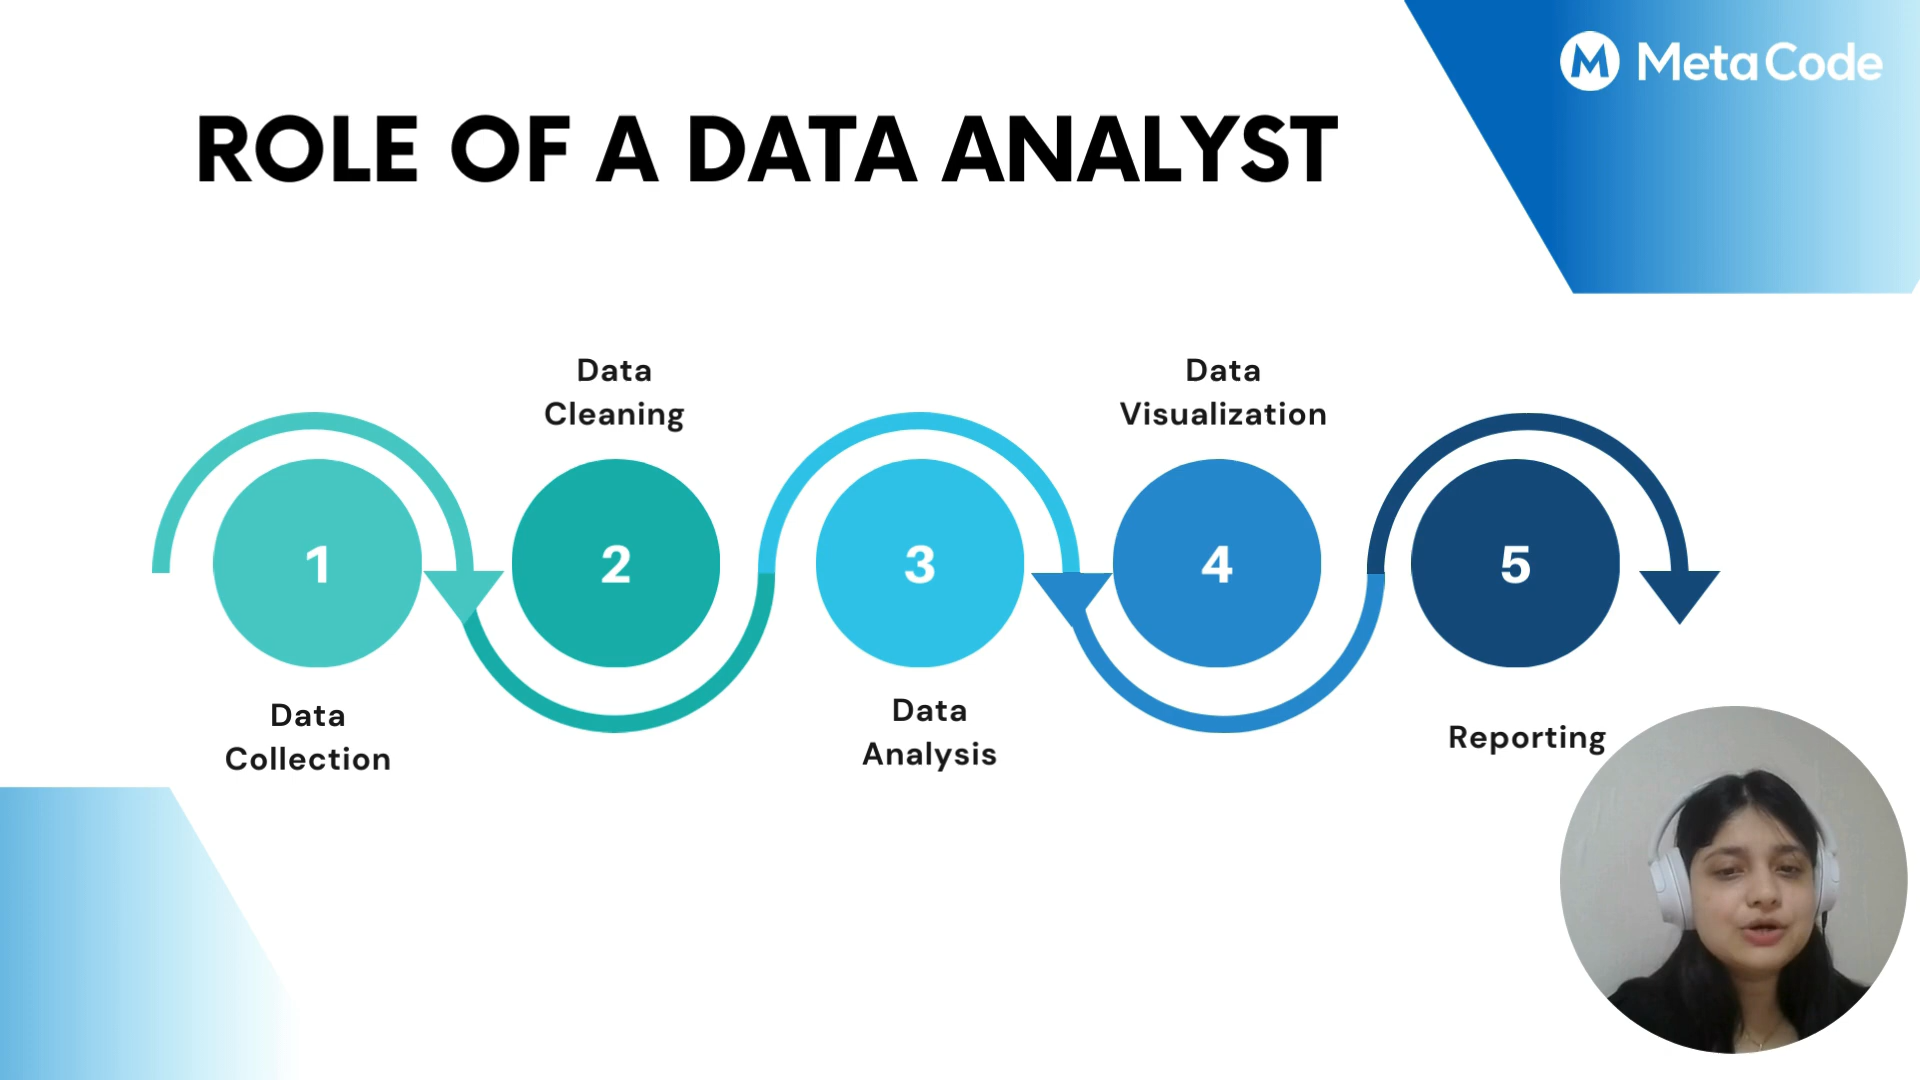 MetaCode
ROLE OF A DATA ANALYST
1
Data
Collection
2
Data
Cleaning
3
Data
Analysis
4
Data
Visualization
5
Reporting